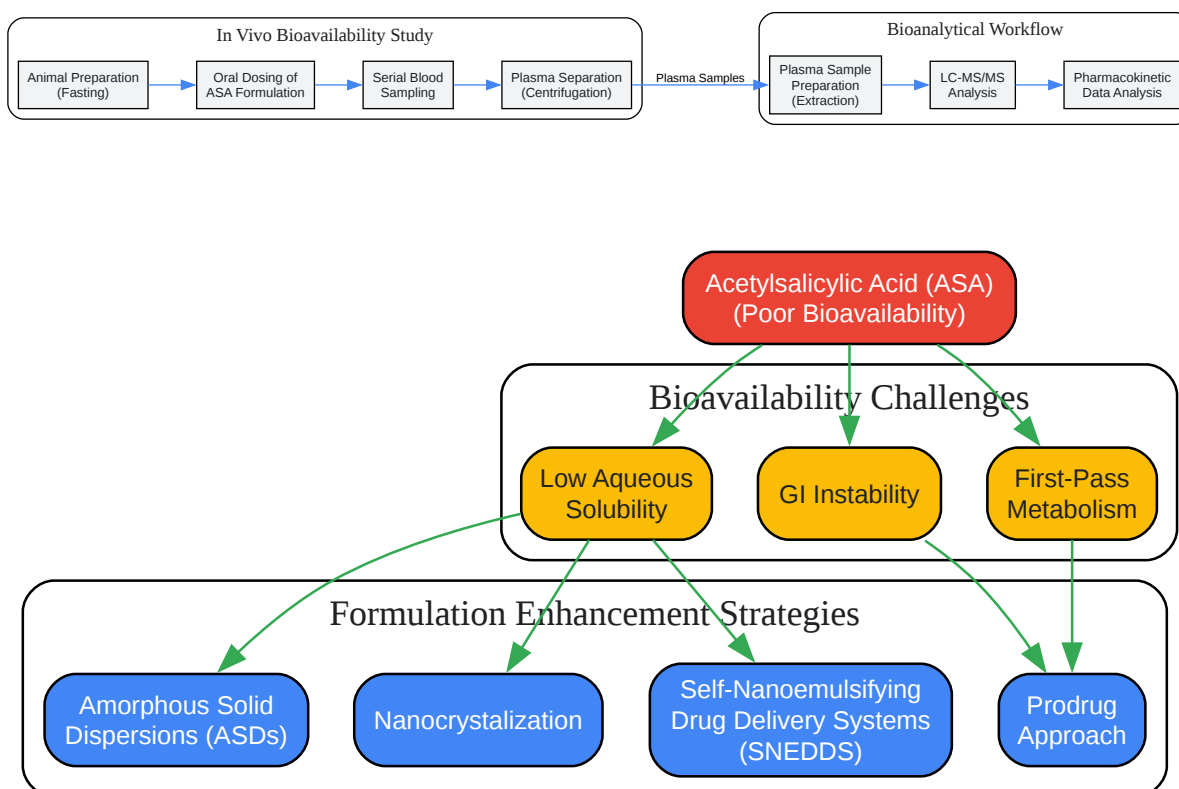 In Vivo Bioavailability Study
Animal Preparation
(Fasting)
Oral Dosing of
ASA Formulation
Serial Blood
Sampling
Plasma Separation
(Centrifugation)
Plasma Samples
Bioanalytical Workflow
Plasma Sample
Preparation
(Extraction)
LC-MS/MS
Analysis
Pharmacokinetic
Data Analysis
Acetylsalicylic Acid (ASA)
(Poor Bioavailability)
Bioavailability Challenges
Low Aqueous
Solubility
GI Instability
First-Pass
Metabolism
Formulation Enhancement Strategies
Amorphous Solid
Dispersions (ASDs)
Nanocrystalization
Self-Nanoemulsifying
Drug Delivery Systems
(SNEDDS)
Prodrug
Approach